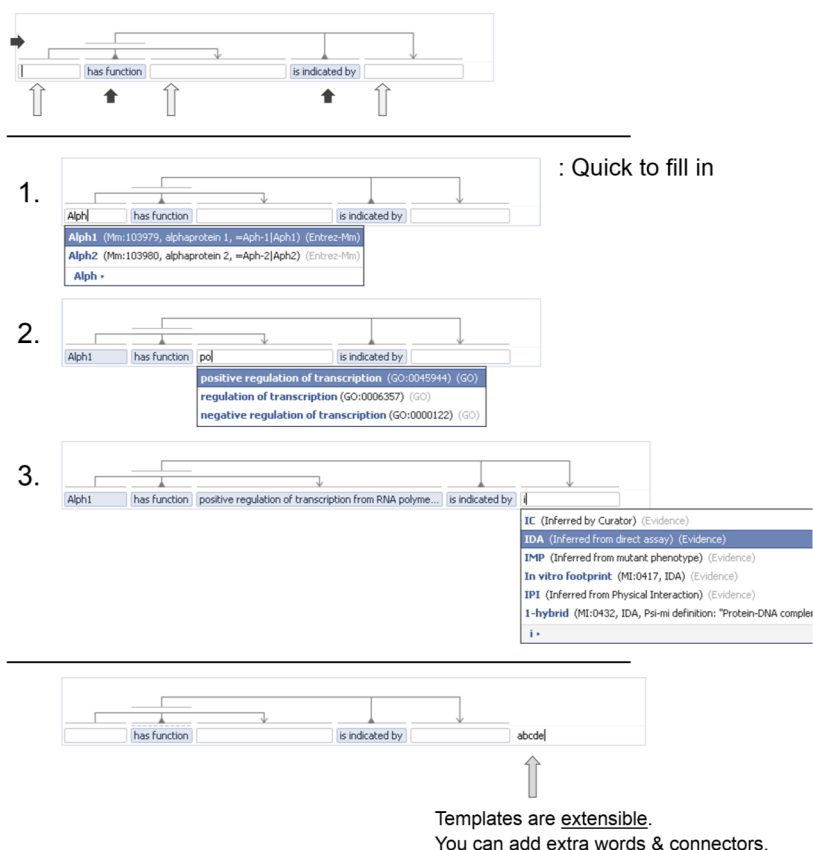 has function is indicated by
: Quick to fill in
1.
Alph has function is indicated by
Alph1 (Mm:103979, alphaprotein 1, =Aph-1|Aph1) (Entrez-Mm)
Alph2 (Mm:103980, alphaprotein 2, =Aph-2|Aph2) (Entrez-Mm)
Alph •
2.
Alph1 has function po is indicated by
positive regulation of transcription (GO:0045944) (GO)
regulation of transcription (GO:0006357) (GO)
negative regulation of transcription (GO:0000122) (GO)
3.
Alph1 has function positive regulation of transcription from RNA polyme... is indicated by i
IC (Inferred by Curator) (Evidence)
IDA (Inferred from direct assay) (Evidence)
IMP (Inferred from mutant phenotype) (Evidence)
In vitro footprint (MI:0417, IDA) (Evidence)
IPI (Inferred from Physical Interaction) (Evidence)
1-hybrid (MI:0432, IDA, Psi-mi definition: "Protein-DNA complex
i •
has function is indicated by abcde
Templates are extensible.
You can add extra words & connectors.